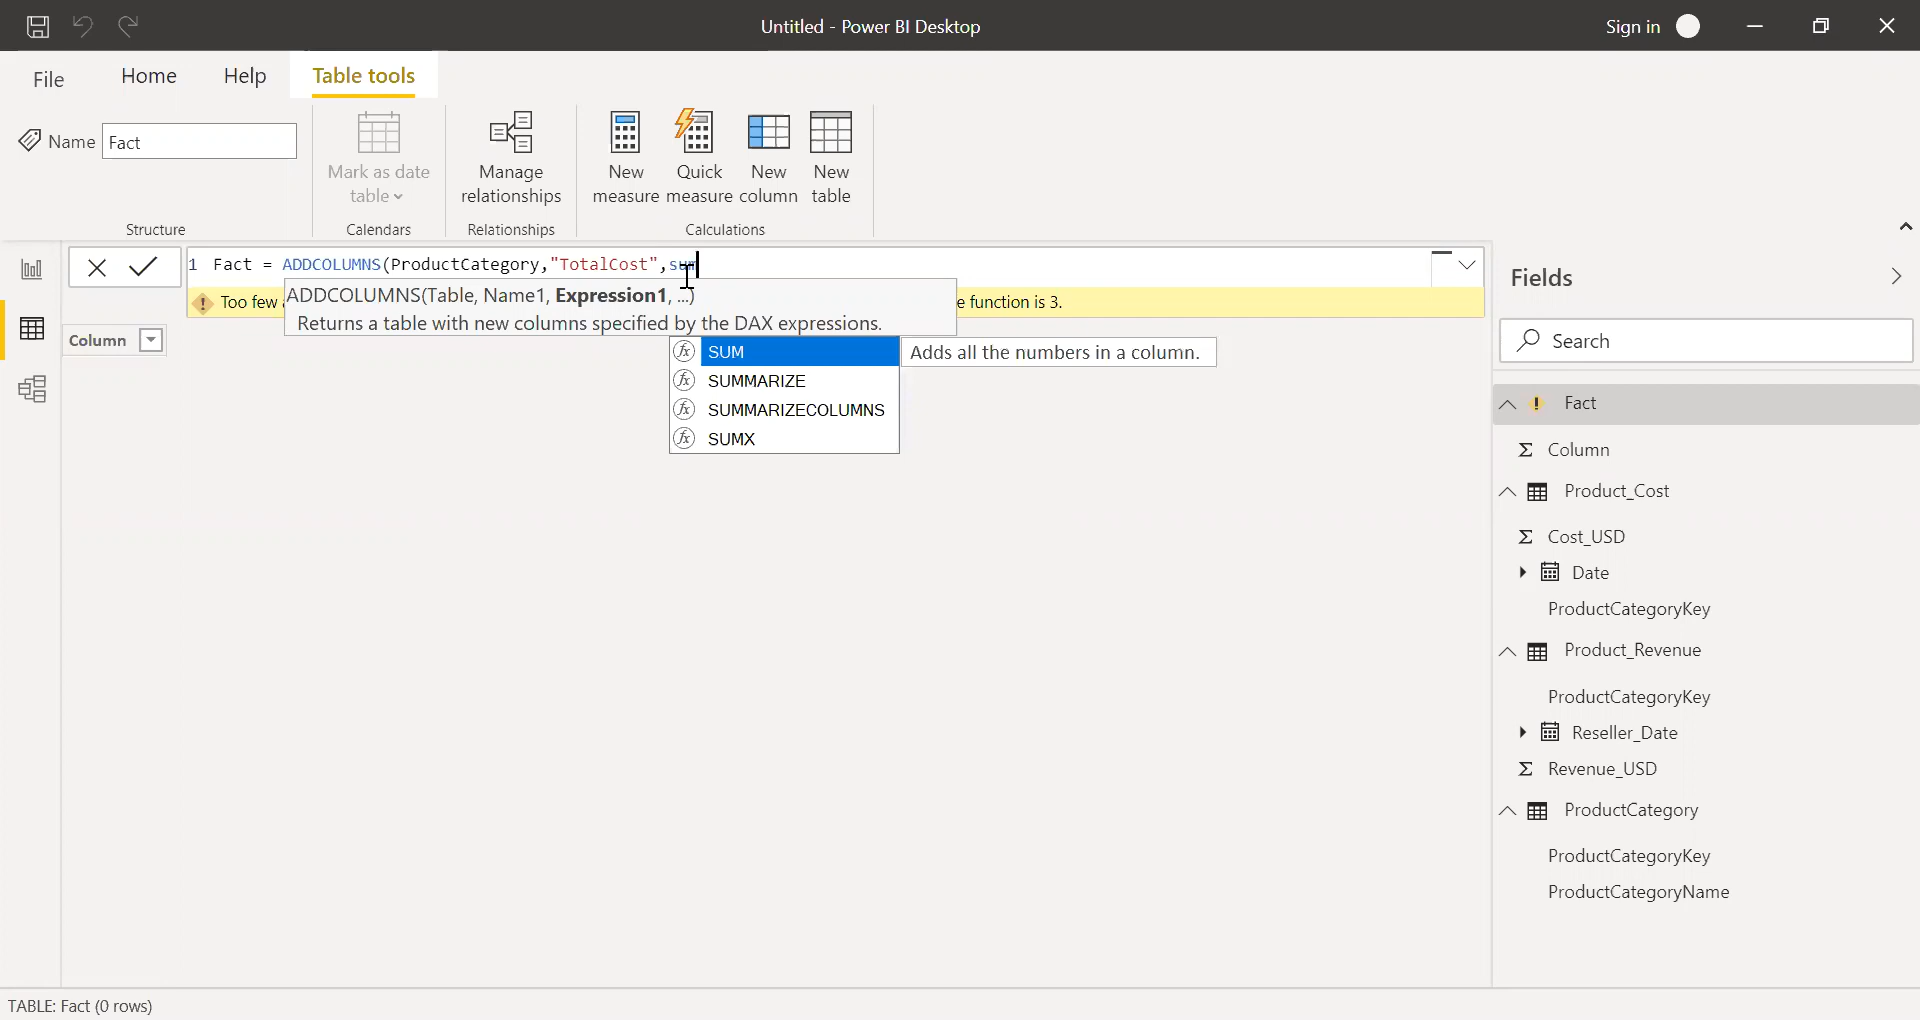 Untitled - Power BI Desktop
Sign in
File
Home
Help
Table tools
Name
Fact
Mark as date
table
Manage
relationships
New
measure
Quick
measure
New
column
New
table
Structure
Calendars
Relationships
Calculations
1 Fact = ADDCOLUMNS(ProductCategory,"TotalCost",sum
ADDCOLUMNS(Table, Name1, Expression1, ...)
Returns a table with new columns specified by the DAX expressions.
Too few
e function is 3.
Column
SUM
Adds all the numbers in a column.
SUMMARIZE
SUMMARIZECOLUMNS
SUMX
Fields
Search
Fact
Column
Product_Cost
Cost_USD
Date
ProductCategoryKey
Product_Revenue
ProductCategoryKey
Reseller_Date
Revenue_USD
ProductCategory
ProductCategoryKey
ProductCategoryName
TABLE: Fact (0 rows)